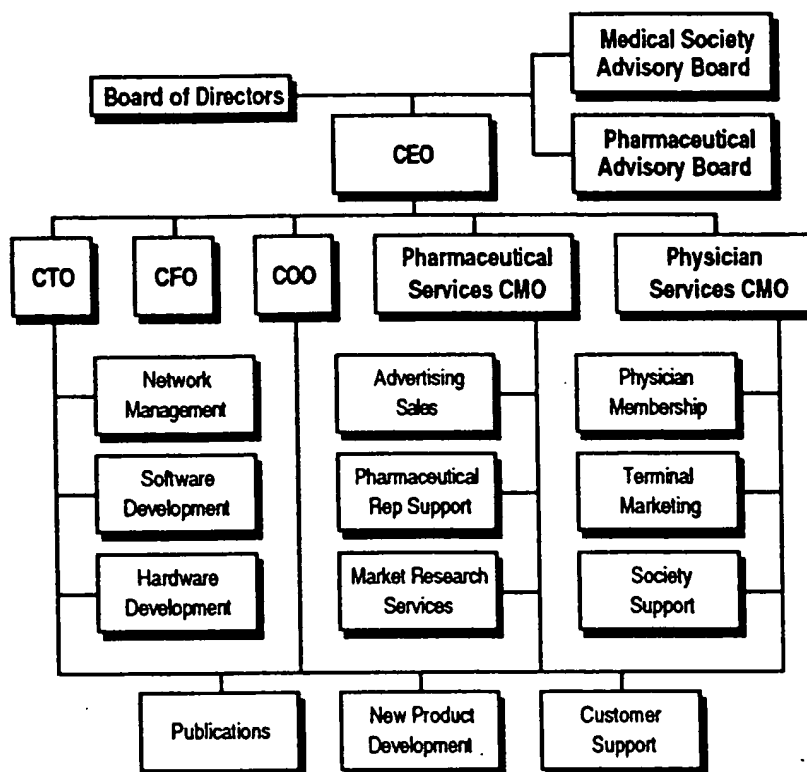 Medical Society
Advisory Board
Board of Directors
CEO
Pharmaceutical
Advisory Board
CTO
CFO
COO
Pharmaceutical
Services CMO
Physician
Services CMO
Network
Management
Advertising
Sales
Physician
Membership
Software
Development
Pharmaceutical
Rep Support
Terminal
Marketing
Hardware
Development
Market Research
Services
Society
Support
Publications
New Product
Development
Customer
Support